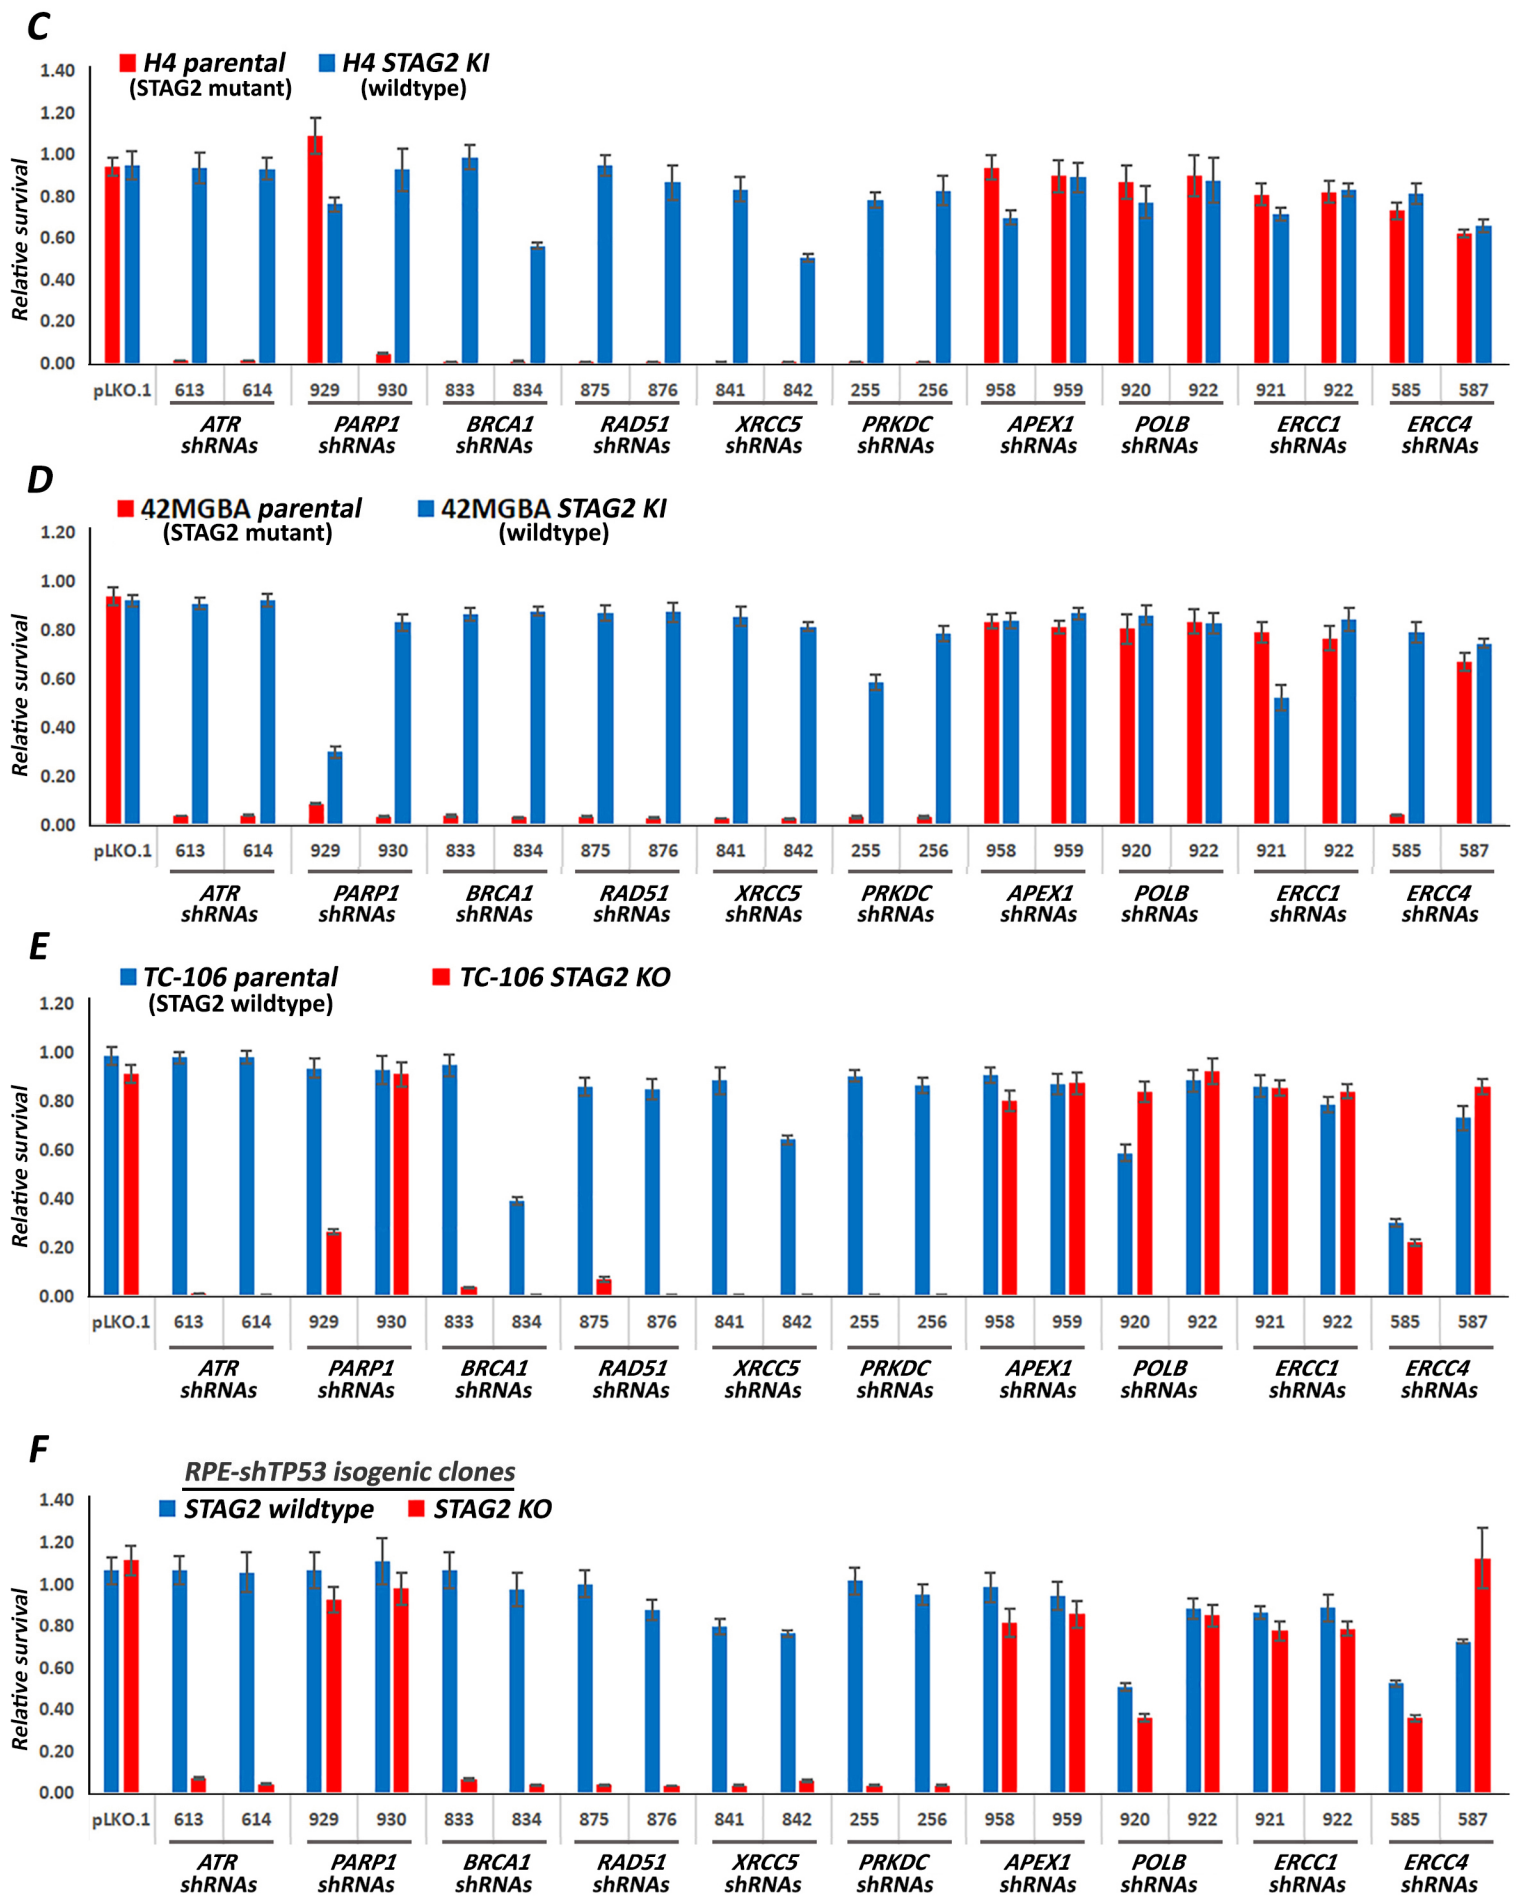 C
H4 parental H4 STAG2 KI
(STAG2 mutant) (wildtype)
Relative survival
1.40
1.20
1.00
0.80
0.60
0.40
0.20
0.00
pLKO.1 613 614 929 930 833 834 875 876 841 842 255 256 958 959 920 922 921 922 585 587
ATR PARP1 BRCA1 RAD51 XRCC5 PRKDC APEX1 POLB ERCC1 ERCC4
shRNAs shRNAs shRNAs shRNAs shRNAs shRNAs shRNAs shRNAs shRNAs shRNAs
D
42MGBA parental 42MGBA STAG2 KI
(STAG2 mutant) (wildtype)
Relative survival
1.20
1.00
0.80
0.60
0.40
0.20
0.00
pLKO.1 613 614 929 930 833 834 875 876 841 842 255 256 958 959 920 922 921 922 585 587
ATR PARP1 BRCA1 RAD51 XRCC5 PRKDC APEX1 POLB ERCC1 ERCC4
shRNAs shRNAs shRNAs shRNAs shRNAs shRNAs shRNAs shRNAs shRNAs shRNAs
E
TC-106 parental TC-106 STAG2 KO
(STAG2 wildtype)
Relative survival
1.20
1.00
0.80
0.60
0.40
0.20
0.00
pLKO.1 613 614 929 930 833 834 875 876 841 842 255 256 958 959 920 922 921 922 585 587
ATR PARP1 BRCA1 RAD51 XRCC5 PRKDC APEX1 POLB ERCC1 ERCC4
shRNAs shRNAs shRNAs shRNAs shRNAs shRNAs shRNAs shRNAs shRNAs shRNAs
F
RPE-shTP53 isogenic clones
STAG2 wildtype STAG2 KO
Relative survival
1.40
1.20
1.00
0.80
0.60
0.40
0.20
0.00
pLKO.1 613 614 929 930 833 834 875 876 841 842 255 256 958 959 920 922 921 922 585 587
ATR PARP1 BRCA1 RAD51 XRCC5 PRKDC APEX1 POLB ERCC1 ERCC4
shRNAs shRNAs shRNAs shRNAs shRNAs shRNAs shRNAs shRNAs shRNAs shRNAs